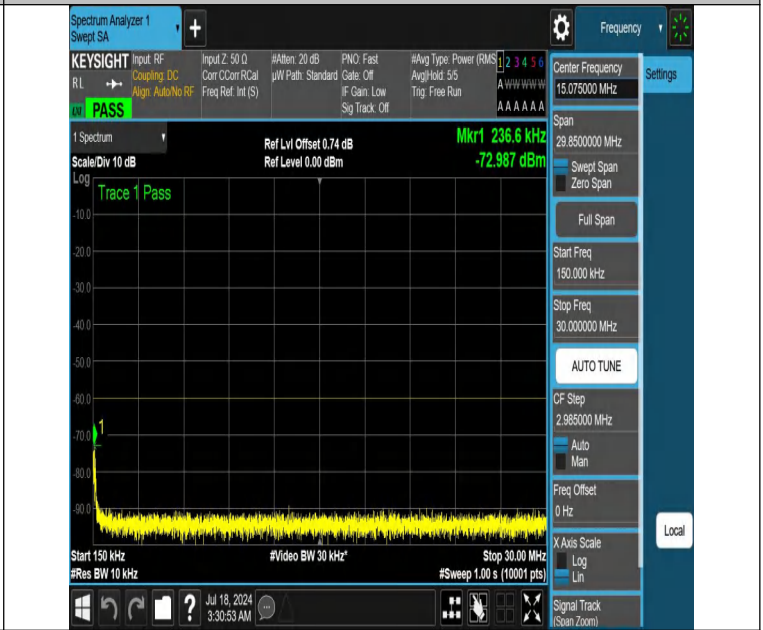 Spectrum Analyzer 1
Swept SA
+
Frequency
KEYSIGHT
RL
PASS
Input: RF
Coupling: DC
Align: Auto/No RF
Input Z: 50 Ω
Corr CCorr RCal
Freq Ref: Int (S)
#Atten: 20 dB
µW Path: Standard
PNO: Fast
Gate: Off
IF Gain: Low
Sig Track: Off
#Avg Type: Power (RMS
Avg|Hold: 5/5
Trig: Free Run
1 2 3 4 5 6
A W W W W W
A A A A A A
1 Spectrum
Scale/Div 10 dB
Log
Ref Lvl Offset 0.74 dB
Ref Level 0.00 dBm
Mkr1 236.6 kHz
-72.987 dBm
Trace 1 Pass
-10.0
-20.0
-30.0
-40.0
-50.0
-60.0
-70.0
-80.0
-90.0
1
Start 150 kHz
#Res BW 10 kHz
#Video BW 30 kHz*
Stop 30.00 MHz
#Sweep 1.00 s (10001 pts)
Center Frequency
15.075000 MHz
Span
29.8500000 MHz
Swept Span
Zero Span
Full Span
Start Freq
150.000 kHz
Stop Freq
30.000000 MHz
AUTO TUNE
CF Step
2.985000 MHz
Auto
Man
Freq Offset
0 Hz
X Axis Scale
Log
Lin
Signal Track
(Span Zoom)
Settings
Local
?
Jul 18, 2024
3:30:53 AM